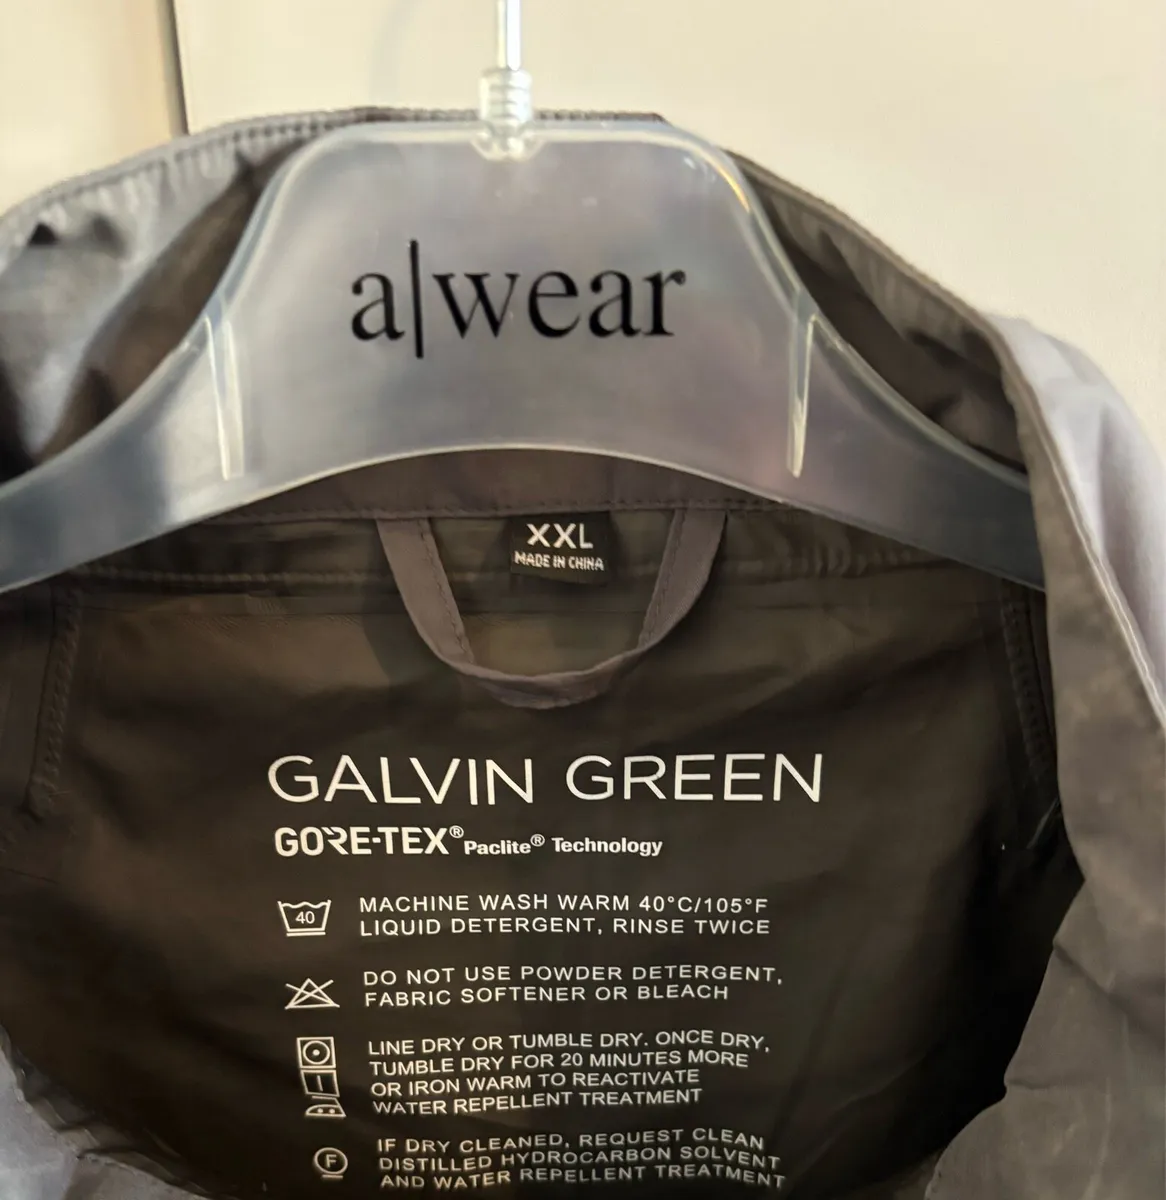 a|wear
XXL
MADE IN CHINA
GALVIN GREEN
GORE-TEX® Paclite® Technology
40 MACHINE WASH WARM 40°C/105°F
LIQUID DETERGENT, RINSE TWICE
DO NOT USE POWDER DETERGENT,
FABRIC SOFTENER OR BLEACH
LINE DRY OR TUMBLE DRY. ONCE DRY,
TUMBLE DRY FOR 20 MINUTES MORE
OR IRON WARM TO REACTIVATE
WATER REPELLENT TREATMENT
IF DRY CLEANED, REQUEST CLEAN
F DISTILLED HYDROCARBON SOLVENT
AND WATER REPELLENT TREATMENT